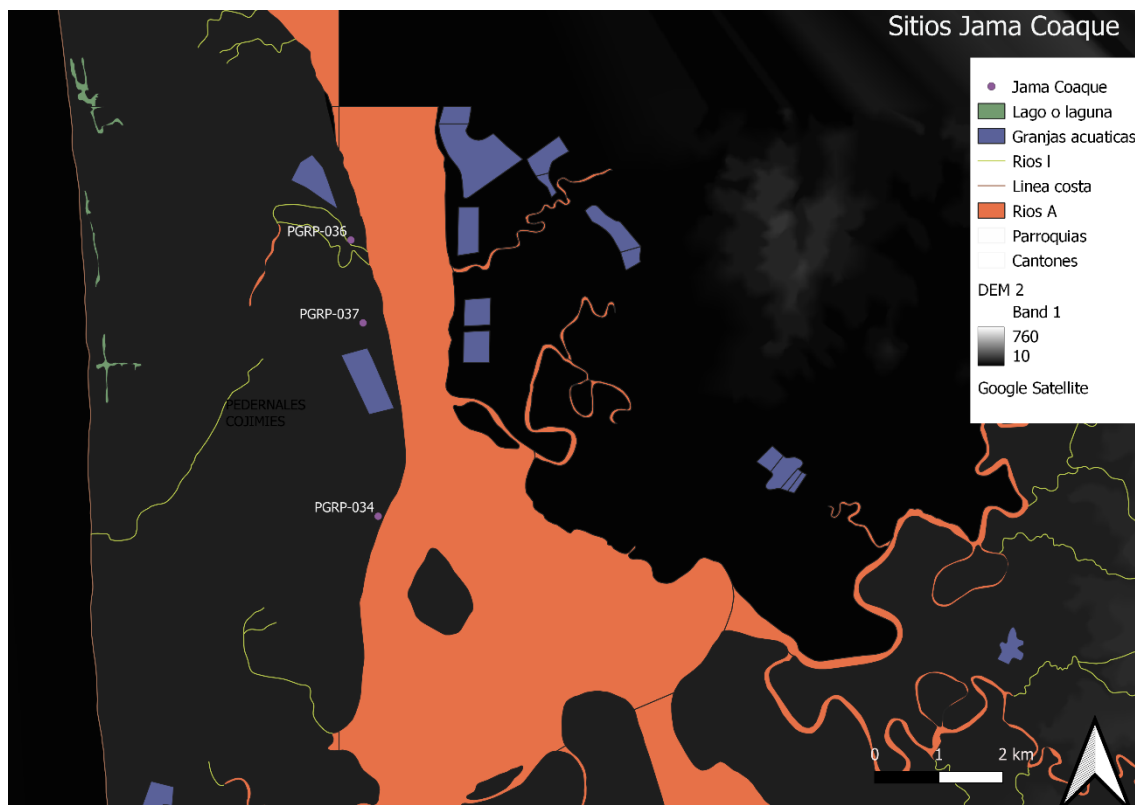 Sitios Jama Coaque
Jama Coaque
Lago o laguna
Granjas acuaticas
Rios I
Linea costa
Rios A
Parroquias
Cantones
DEM 2
Band 1
760
10
Google Satellite
PGRP-036
PGRP-037
PEDERNALES
COJIMIES
PGRP-034
0 1 2 km